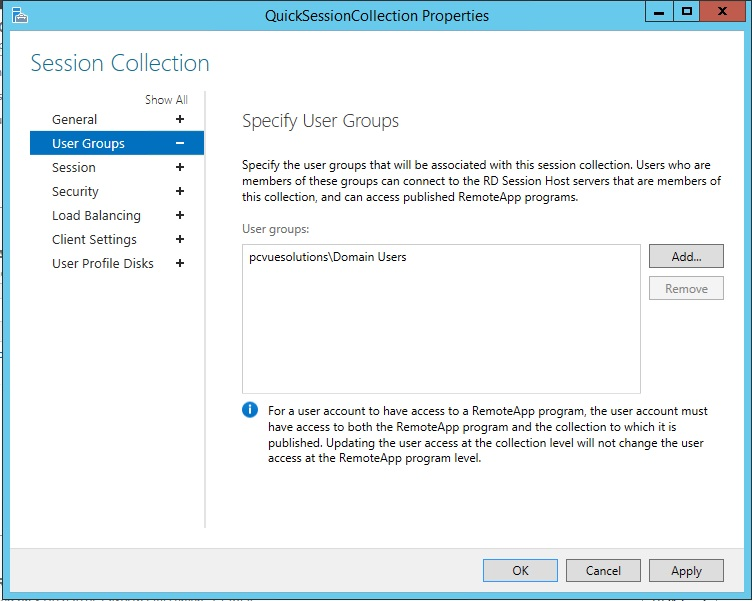 QuickSessionCollection Properties
Session Collection
Show All
General +
User Groups −
Session +
Security +
Load Balancing +
Client Settings +
User Profile Disks +
Specify User Groups
Specify the user groups that will be associated with this session collection. Users who are
members of these groups can connect to the RD Session Host servers that are members of
this collection, and can access published RemoteApp programs.
User groups:
pcvuesolutions\Domain Users
Add...
Remove
For a user account to have access to a RemoteApp program, the user account must
have access to both the RemoteApp program and the collection to which it is
published. Updating the user access at the collection level will not change the user
access at the RemoteApp program level.
OK
Cancel
Apply